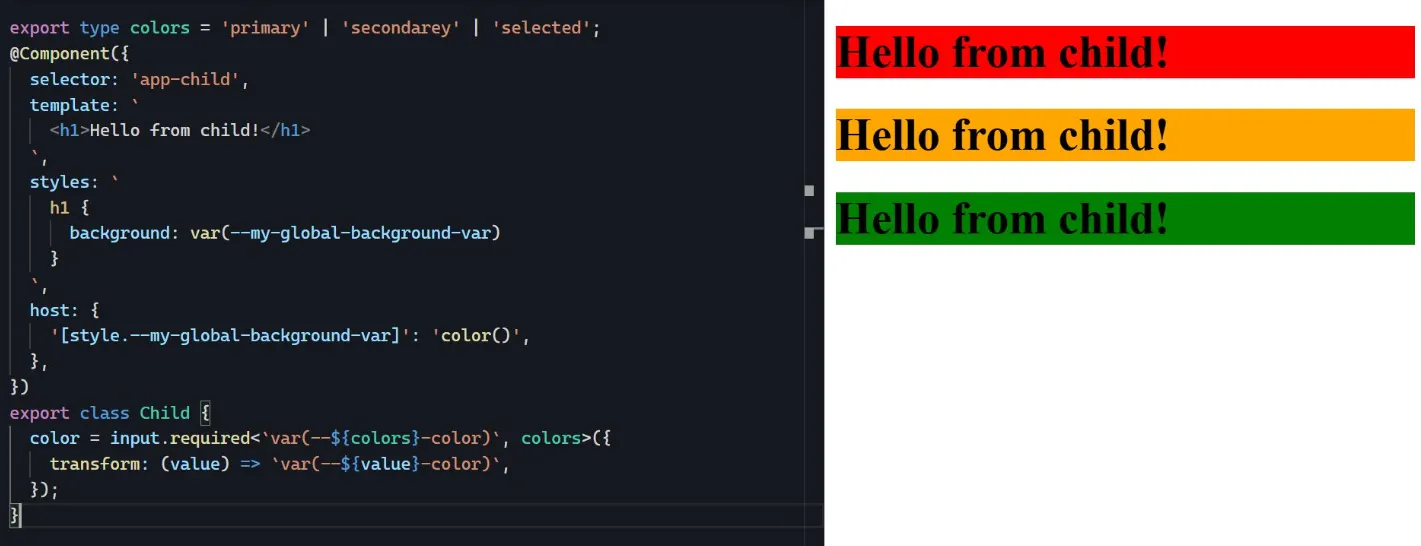 export type colors = 'primary' | 'secondarey' | 'selected';
@Component({
  selector: 'app-child',
  template: `
    <h1>Hello from child!</h1>
  `,
  styles: `
    h1 {
      background: var(--my-global-background-var)
    }
  `,
  host: {
    '[style.--my-global-background-var]': 'color()',
  },
})
export class Child {
  color = input.required<`var(--${colors}-color)`, colors>({
    transform: (value) => `var(--${value}-color)`,
  });
}
Hello from child!
Hello from child!
Hello from child!